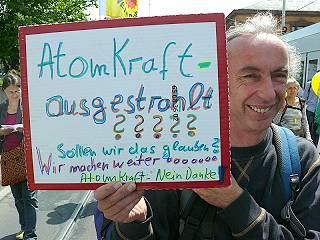 AtomKraft-
ausgestrahlt
?????
Sollen wir das glauben?
Wir machen weiter.......
AtomKraft - Nein Danke